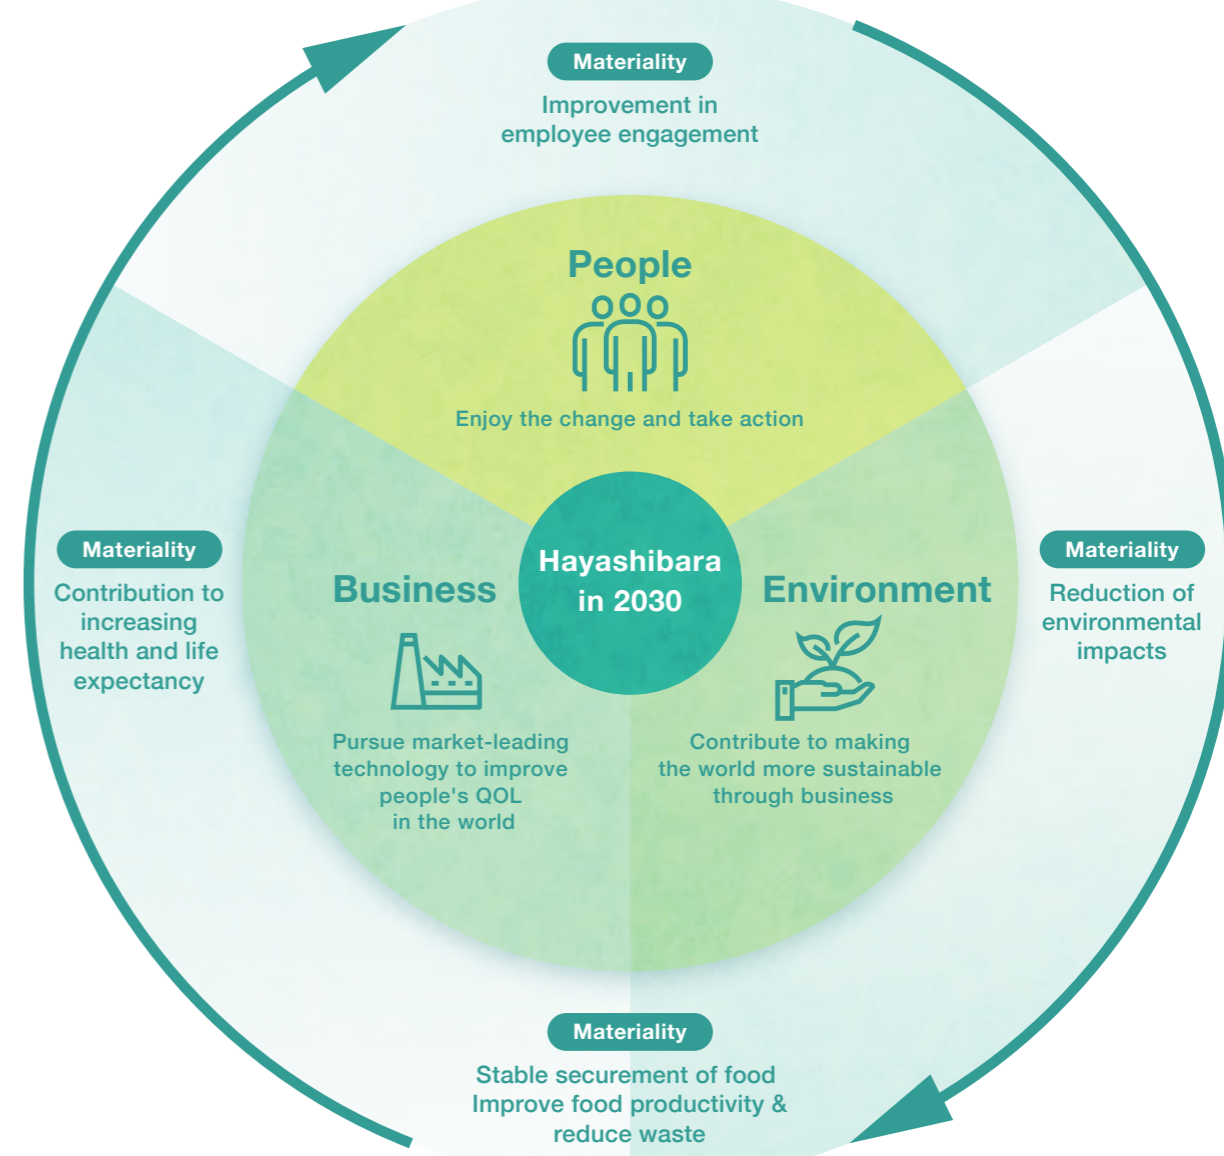 Materiality
Improvement in
employee engagement
People
Enjoy the change and take action
Hayashibara
in 2030
Business
Pursue market-leading
technology to improve
people's QOL
in the world
Environment
Contribute to making
the world more sustainable
through business
Materiality
Contribution to
increasing
health and life
expectancy
Materiality
Reduction of
environmental
impacts
Materiality
Stable securement of food
Improve food productivity &
reduce waste